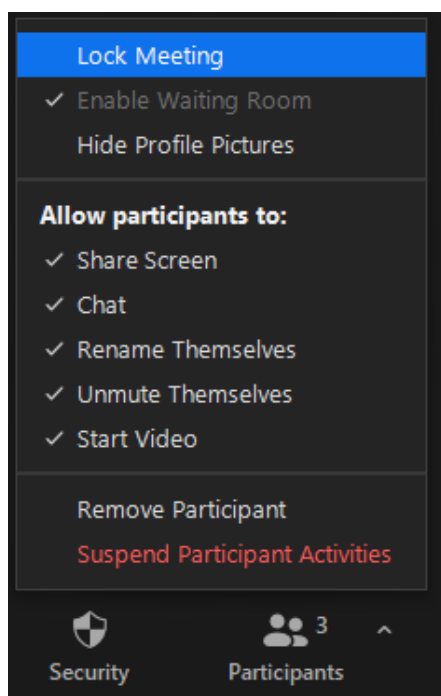 Lock Meeting
Enable Waiting Room
Hide Profile Pictures
Allow participants to:
Share Screen
Chat
Rename Themselves
Unmute Themselves
Start Video
Remove Participant
Suspend Participant Activities
3
Security Participants